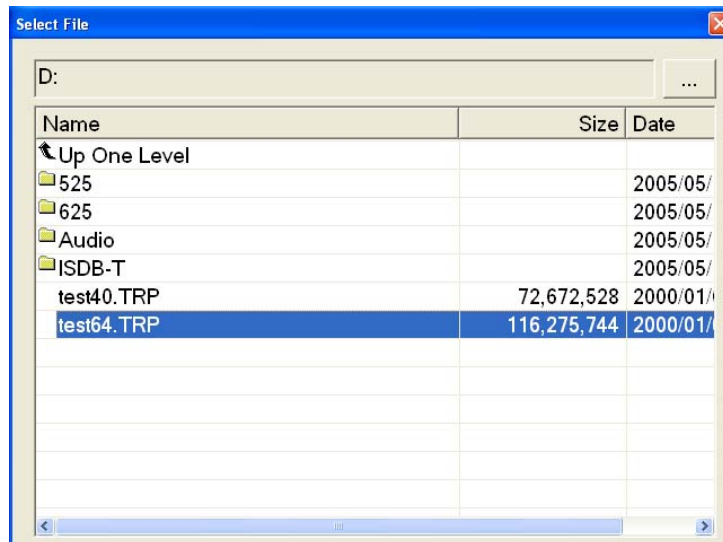 Select File
D:
...
Name Size Date
Up One Level
525 2005/05/
625 2005/05/
Audio 2005/05/
ISDB-T 2005/05/
test40.TRP 72,672,528 2000/01/
test64.TRP 116,275,744 2000/01/